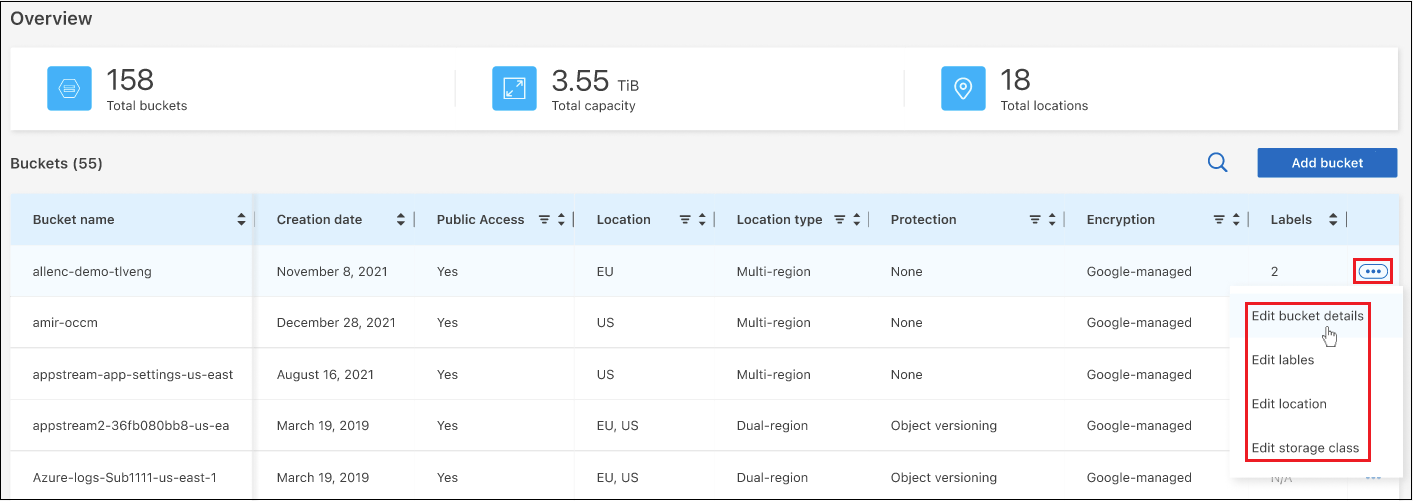 Overview
158
Total buckets
3.55 TiB
Total capacity
18
Total locations
Buckets (55)
Add bucket
Bucket name Creation date Public Access Location Location type Protection Encryption Labels
allenc-demo-tlveng November 8, 2021 Yes EU Multi-region None Google-managed 2
amir-occm December 28, 2021 Yes US Multi-region None Google-managed
appstream-app-settings-us-east August 16, 2021 Yes US Multi-region None Google-managed
appstream2-36fb080bb8-us-ea March 19, 2019 Yes EU, US Dual-region Object versioning Google-managed
Azure-logs-Sub1111-us-east-1 March 19, 2019 Yes EU, US Dual-region Object versioning Google-managed N/A
Edit bucket details
Edit lables
Edit location
Edit storage class